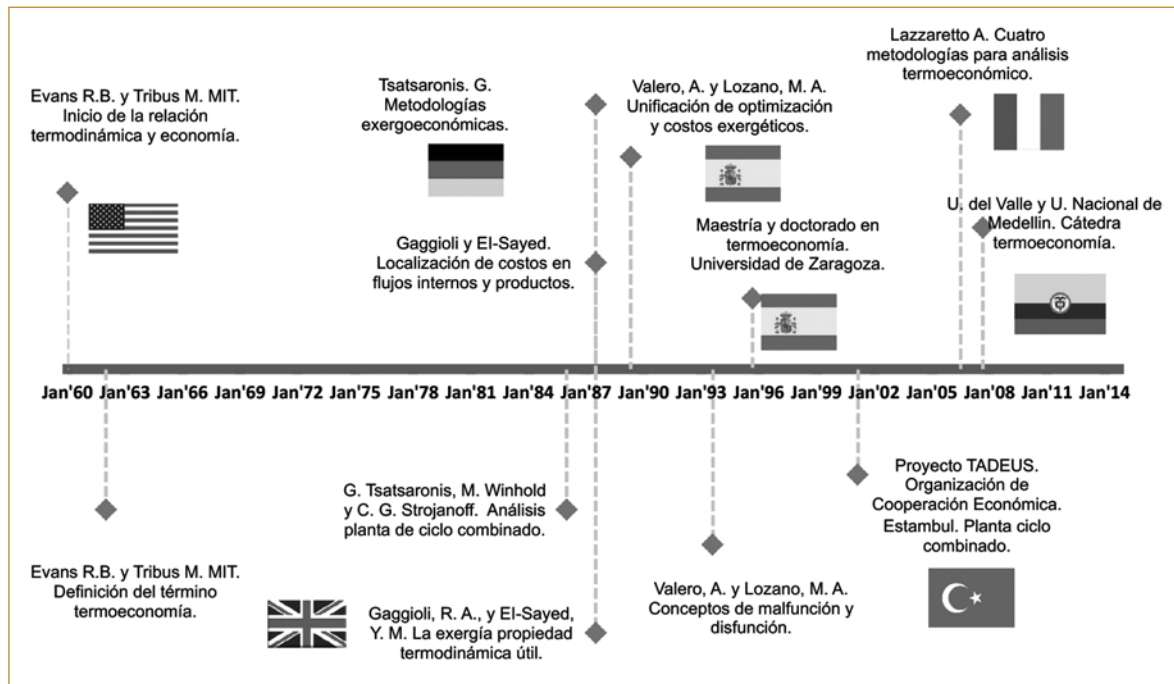 Evans R.B. y Tribus M. MIT.
Inicio de la relación
termodinámica y economía.
Tsatsaronis. G.
Metodologías
exergoeconómicas.
Gaggioli y El-Sayed.
Localización de costos en
flujos internos y productos.
Valero, A. y Lozano, M. A.
Unificación de optimización
y costos exergéticos.
Maestría y doctorado en
termoeconomía.
Universidad de Zaragoza.
Lazzaretto A. Cuatro
metodologías para análisis
termoeconómico.
U. del Valle y U. Nacional de
Medellin. Cátedra
termoeconomía.
Jan'60 Jan'63 Jan'66 Jan'69 Jan'72 Jan'75 Jan'78 Jan'81 Jan'84 Jan'87 Jan'90 Jan'93 Jan'96 Jan'99 Jan'02 Jan'05 Jan'08 Jan'11 Jan'14
Evans R.B. y Tribus M. MIT.
Definición del término
termoeconomía.
G. Tsatsaronis, M. Winhold
y C. G. Strojanoff. Análisis
planta de ciclo combinado.
Gaggioli, R. A., y El-Sayed,
Y. M. La exergía propiedad
termodinámica útil.
Valero, A. y Lozano, M. A.
Conceptos de malfunción y
disfunción.
Proyecto TADEUS.
Organización de
Cooperación Económica.
Estambul. Planta ciclo
combinado.